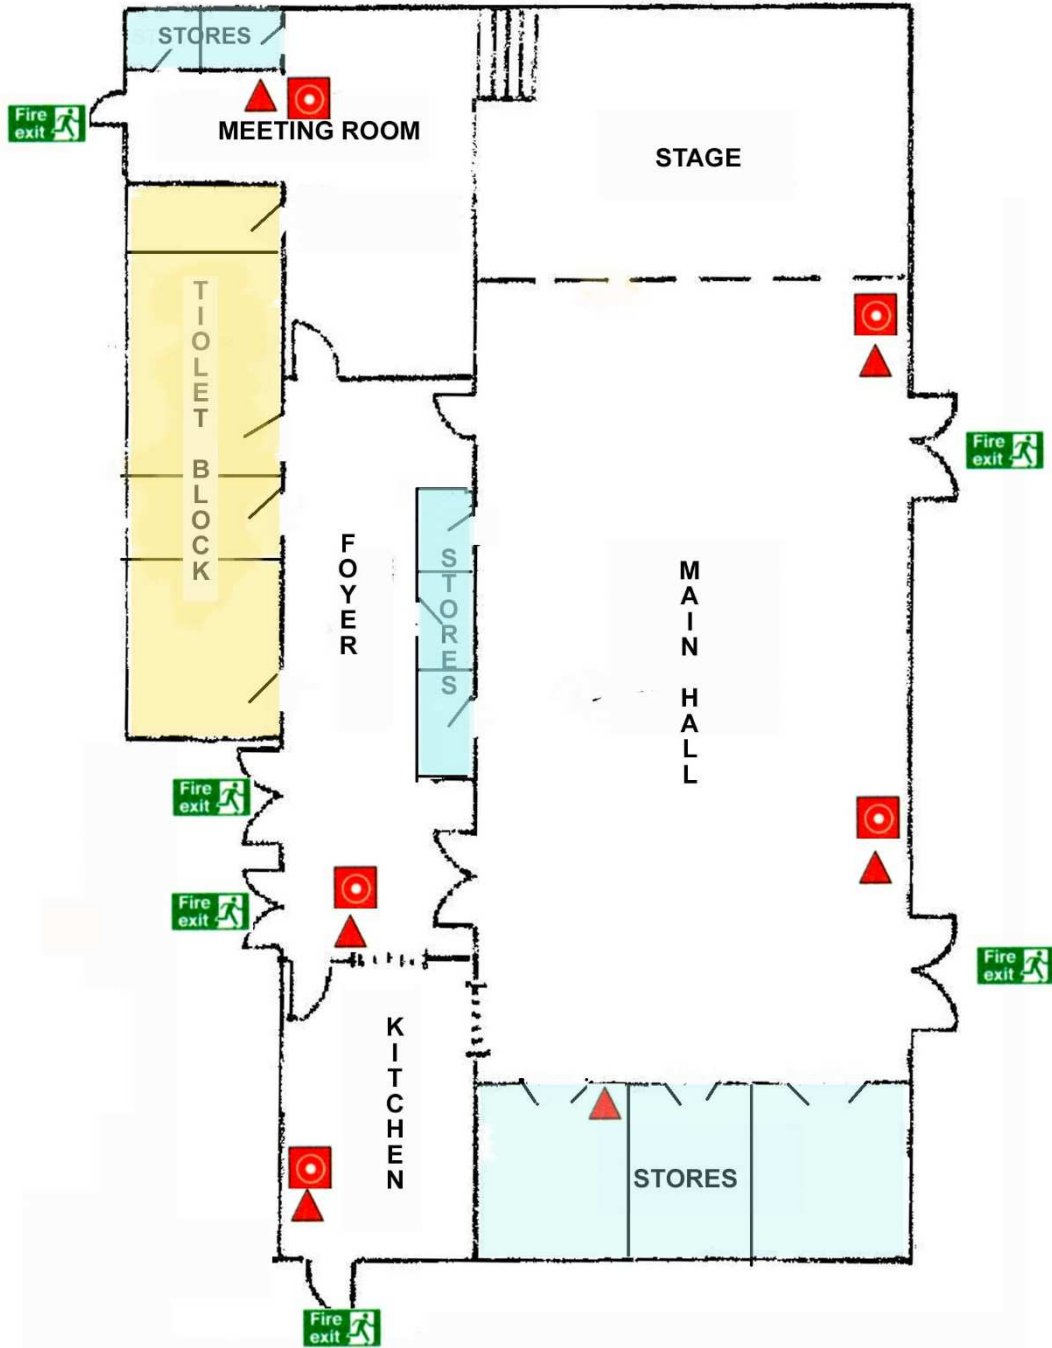 STORES
Fire
exit
MEETING ROOM
STAGE
TIOLET BLOCK
Fire
exit
FOYER
STORES
MAIN HALL
Fire
exit
Fire
exit
Fire
exit
KITCHEN
STORES
Fire
exit